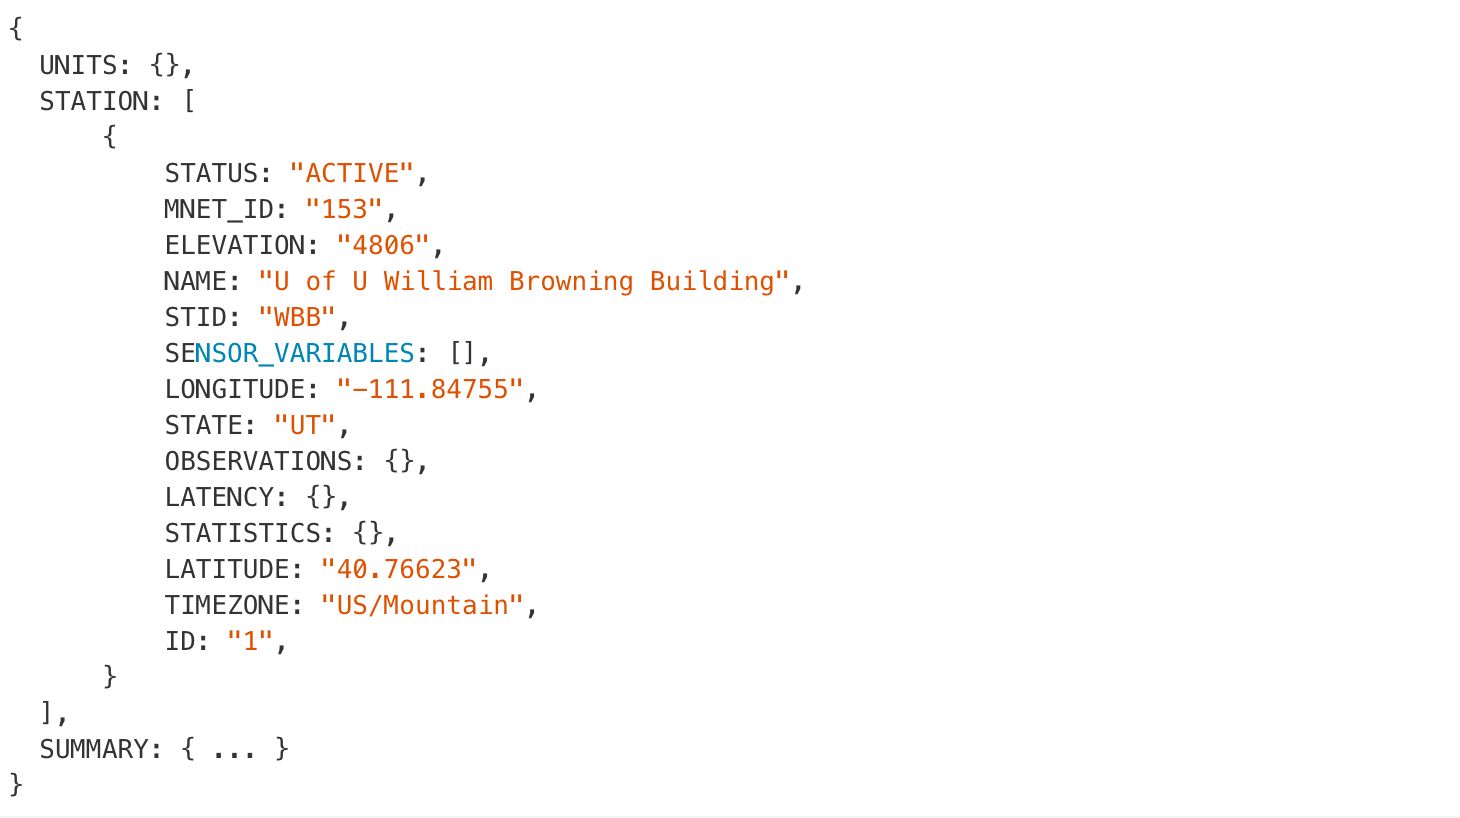 {
  UNITS: {},
  STATION: [
      {
          STATUS: "ACTIVE",
          MNET_ID: "153",
          ELEVATION: "4806",
          NAME: "U of U William Browning Building",
          STID: "WBB",
          SENSOR_VARIABLES: [],
          LONGITUDE: "-111.84755",
          STATE: "UT",
          OBSERVATIONS: {},
          LATENCY: {},
          STATISTICS: {},
          LATITUDE: "40.76623",
          TIMEZONE: "US/Mountain",
          ID: "1",
      }
  ],
  SUMMARY: { ... }
}